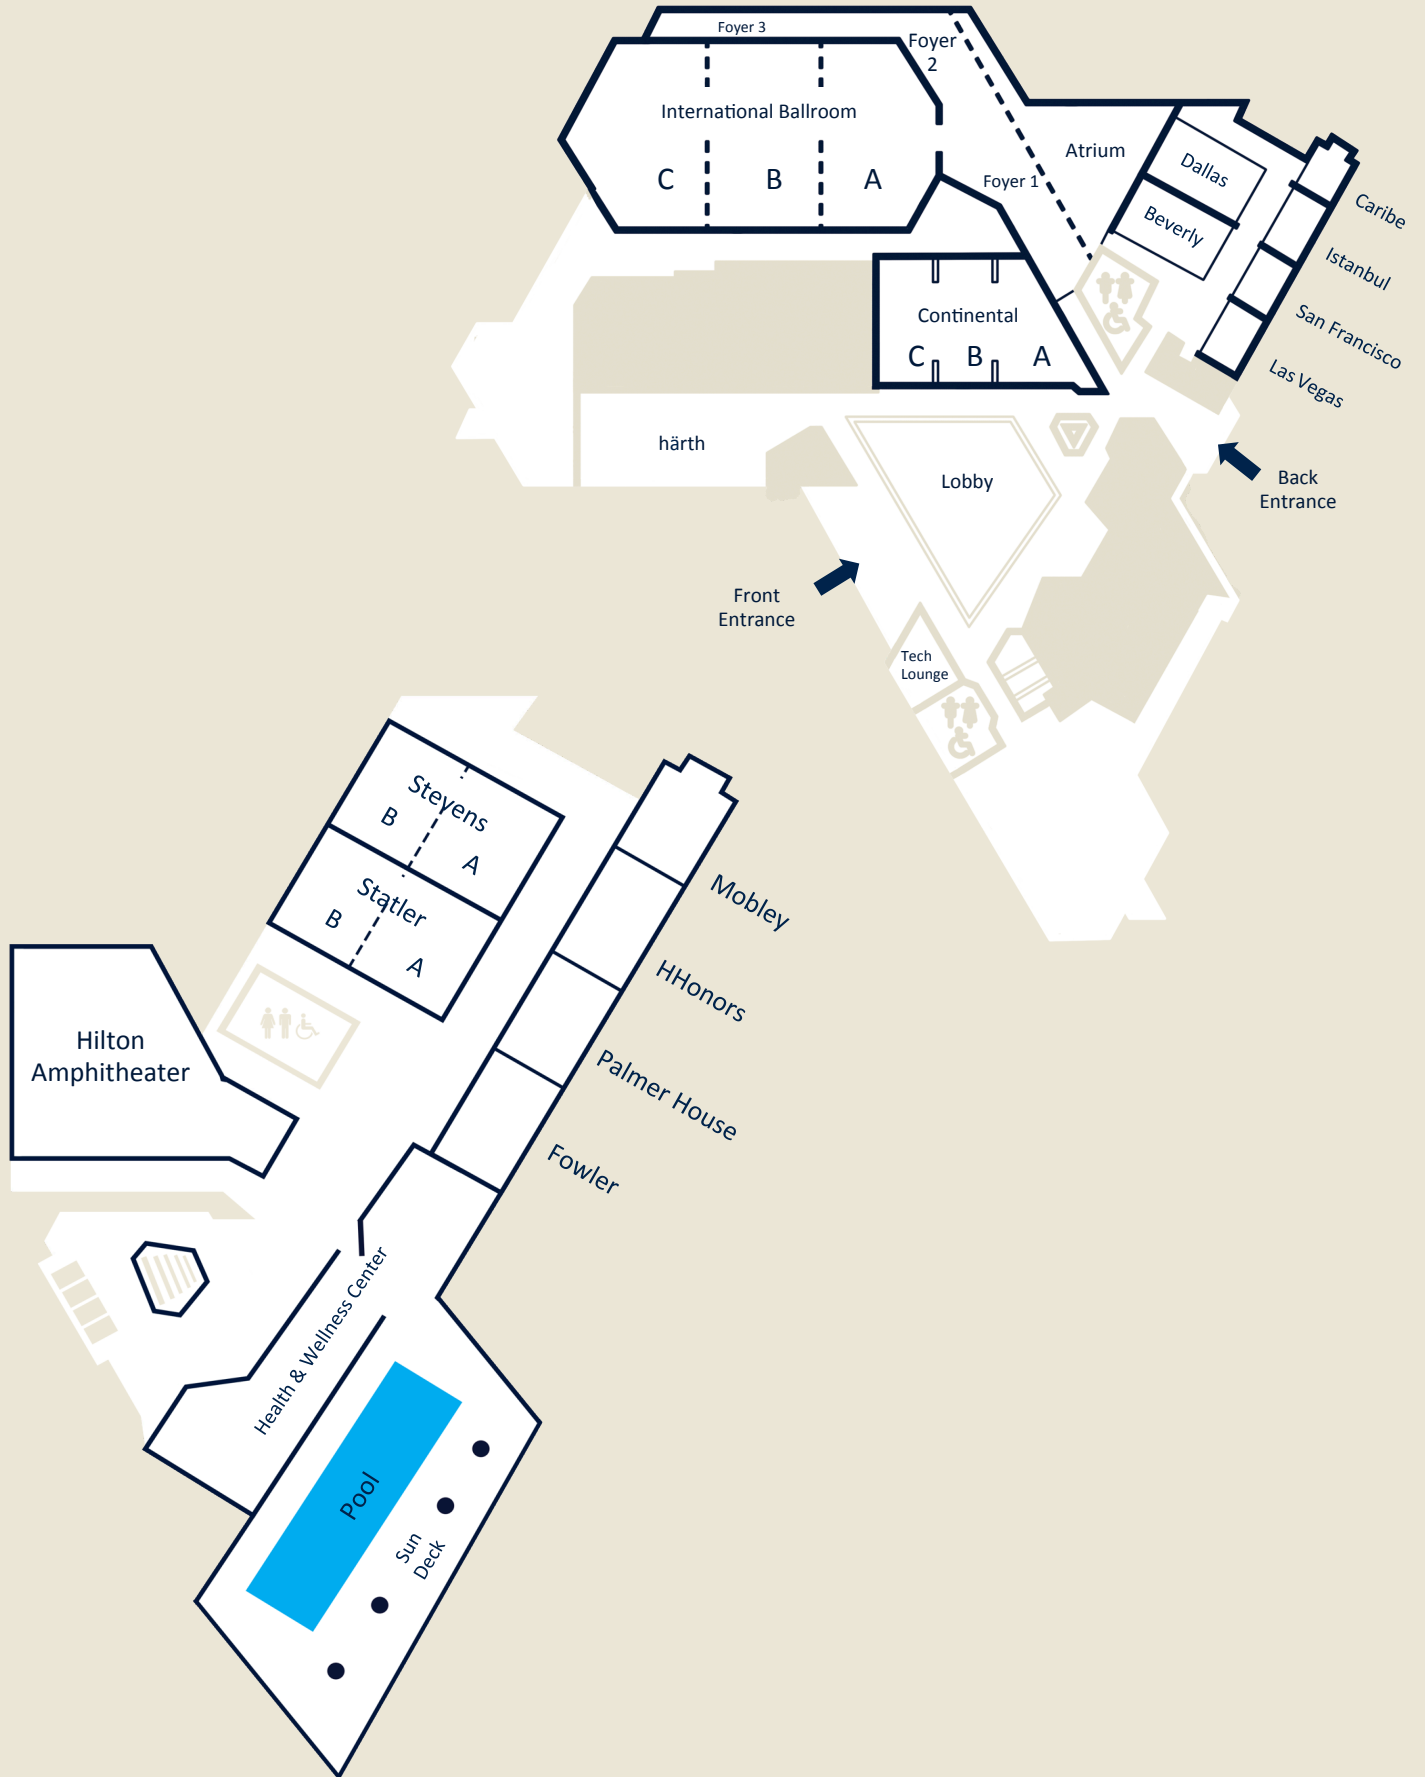 Foyer 3
Foyer
2
International Ballroom
C
B
A
Foyer 1
Atrium
Dallas
Beverly
Caribe
Istanbul
San Francisco
Las Vegas
Continental
C
B
A
härth
Lobby
Back
Entrance
Front
Entrance
Tech
Lounge
Stevens
B
A
Statler
B
A
Mobley
HHonors
Palmer House
Fowler
Hilton
Amphitheater
Health & Wellness Center
Pool
Sun
Deck